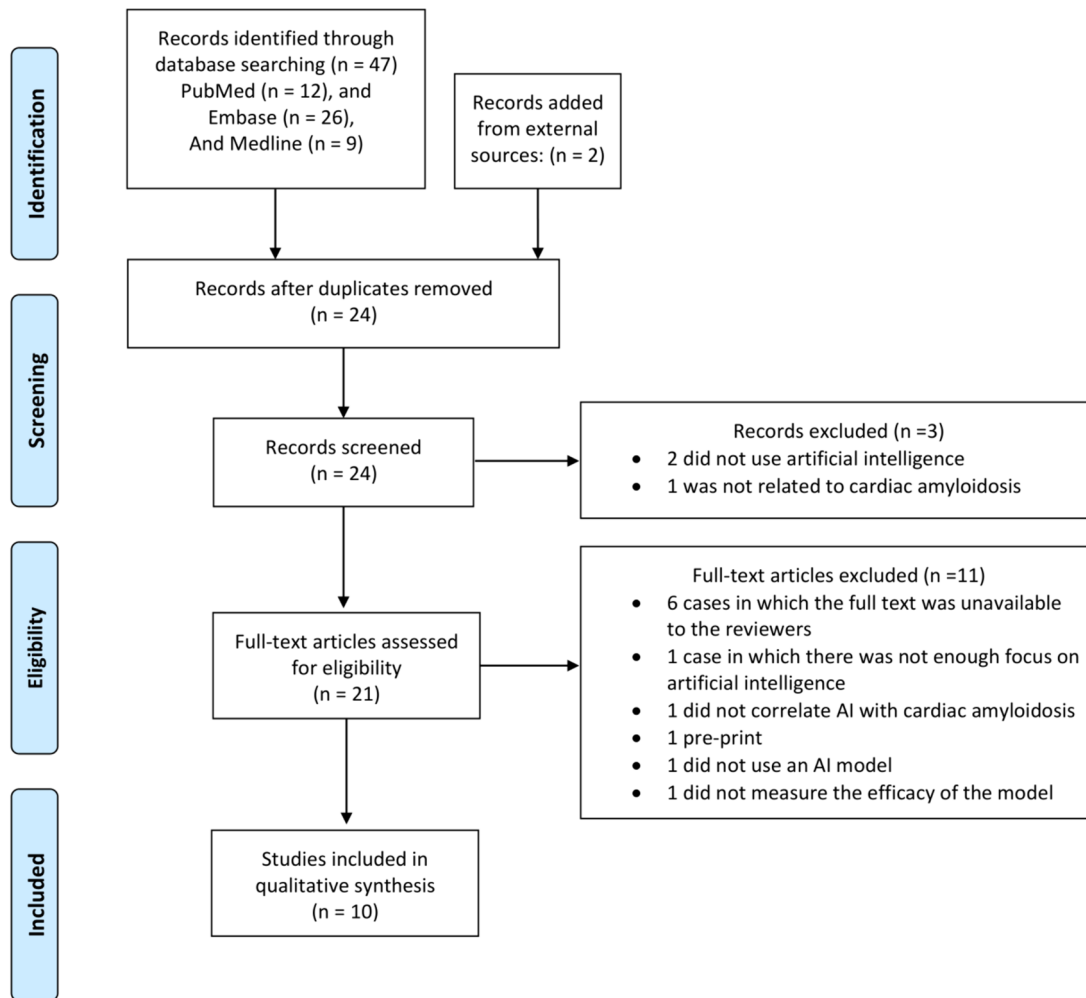 Identification
Records identified through
database searching (n = 47)
PubMed (n = 12), and
Embase (n = 26),
And Medline (n = 9)
Records added
from external
sources: (n = 2)
Records after duplicates removed
(n = 24)
Screening
Records screened
(n = 24)
Records excluded (n =3)
• 2 did not use artificial intelligence
• 1 was not related to cardiac amyloidosis
Eligibility
Full-text articles assessed
for eligibility
(n = 21)
Full-text articles excluded (n =11)
• 6 cases in which the full text was unavailable
to the reviewers
• 1 case in which there was not enough focus on
artificial intelligence
• 1 did not correlate AI with cardiac amyloidosis
• 1 pre-print
• 1 did not use an AI model
• 1 did not measure the efficacy of the model
Included
Studies included in
qualitative synthesis
(n = 10)